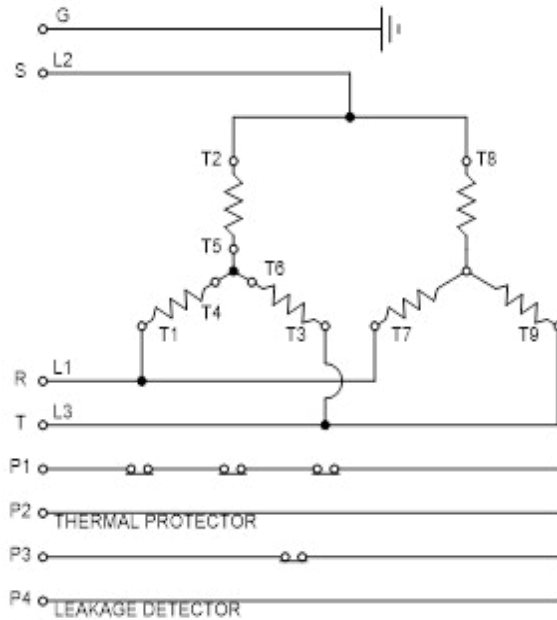 G
S L2
T2 T8
T5
T6
T4
T1 T3 T7 T9
R L1
T L3
P1
P2
THERMAL PROTECTOR
P3
P4
LEAKAGE DETECTOR